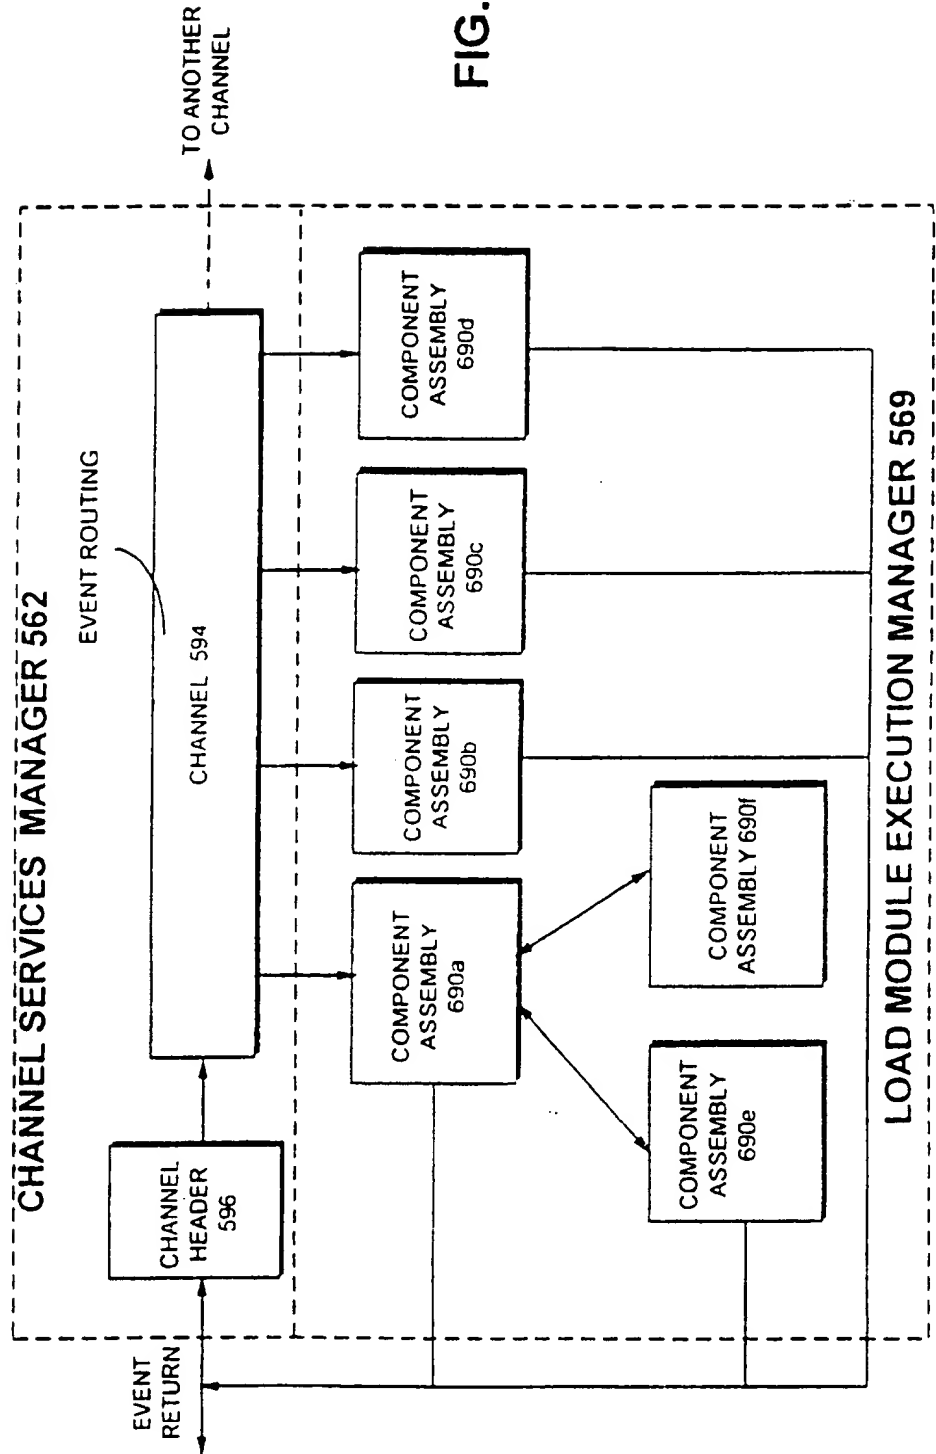 FIG.
CHANNEL SERVICES MANAGER 562
EVENT ROUTING
EVENT
RETURN
CHANNEL
HEADER
596
CHANNEL 594
TO ANOTHER
CHANNEL
COMPONENT
ASSEMBLY
690a
COMPONENT
ASSEMBLY
690b
COMPONENT
ASSEMBLY
690c
COMPONENT
ASSEMBLY
690d
COMPONENT
ASSEMBLY
690e
COMPONENT
ASSEMBLY 690f
LOAD MODULE EXECUTION MANAGER 569